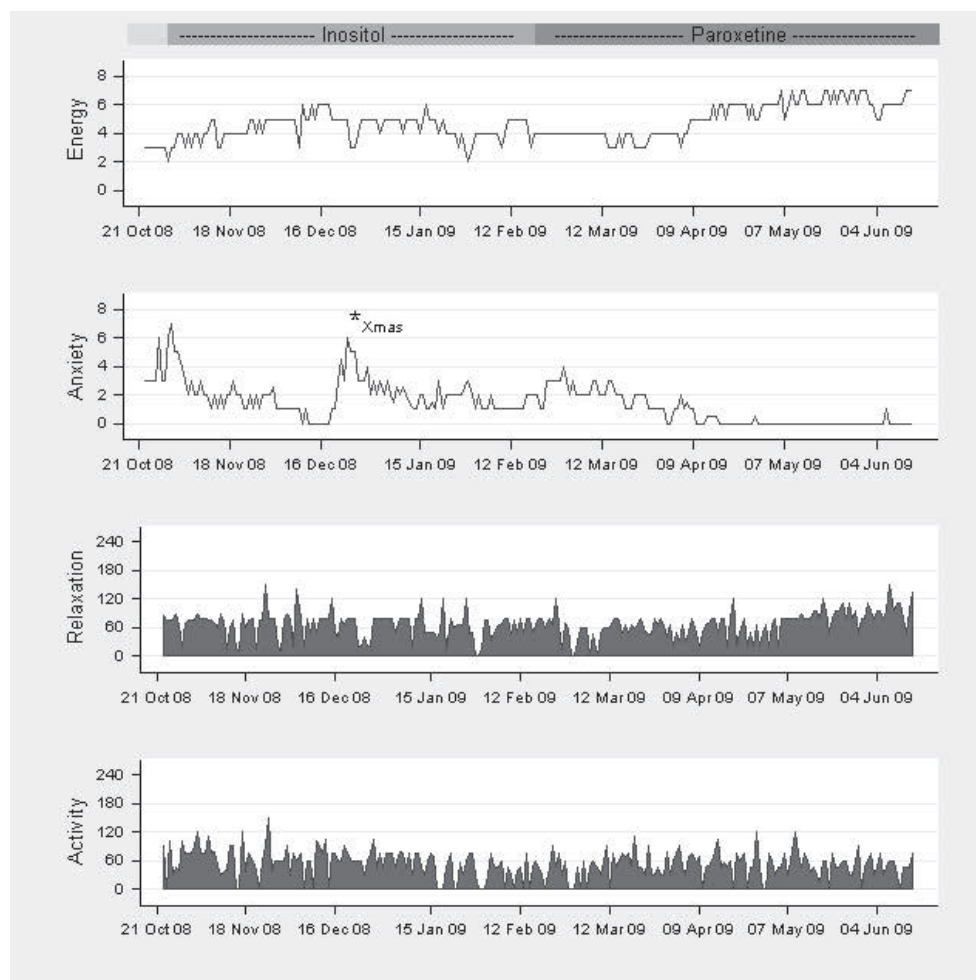 -------------------- Inositol ------------------ -------------------- Paroxetine -------------------
Energy
8
6
4
2
0
21 Oct 08 18 Nov 08 16 Dec 08 15 Jan 09 12 Feb 09 12 Mar 09 09 Apr 09 07 May 09 04 Jun 09
Anxiety
8
6
4
2
0
* Xmas
21 Oct 08 18 Nov 08 16 Dec 08 15 Jan 09 12 Feb 09 12 Mar 09 09 Apr 09 07 May 09 04 Jun 09
Relaxation
240
180
120
60
0
21 Oct 08 18 Nov 08 16 Dec 08 15 Jan 09 12 Feb 09 12 Mar 09 09 Apr 09 07 May 09 04 Jun 09
Activity
240
180
120
60
0
21 Oct 08 18 Nov 08 16 Dec 08 15 Jan 09 12 Feb 09 12 Mar 09 09 Apr 09 07 May 09 04 Jun 09